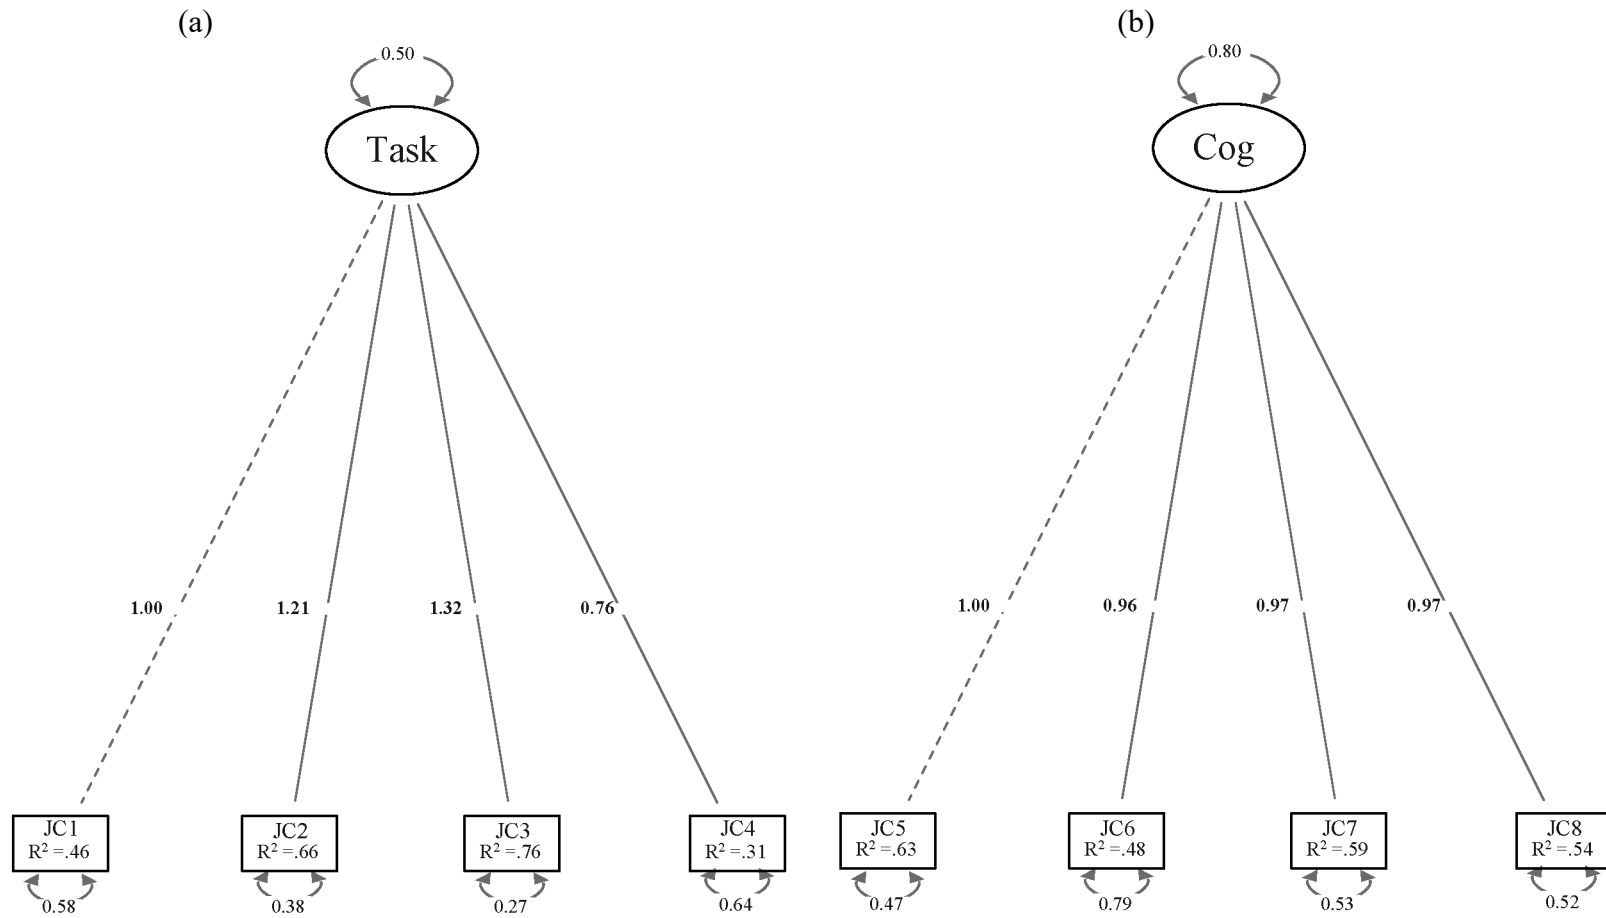 (a)
(b)
0.50
0.80
Task
Cog
1.00
1.21
1.32
0.76
1.00
0.96
0.97
0.97
JC1
R² =.46
JC2
R² =.66
JC3
R² =.76
JC4
R² =.31
JC5
R² =.63
JC6
R² =.48
JC7
R² =.59
JC8
R² =.54
0.58
0.38
0.27
0.64
0.47
0.79
0.53
0.52